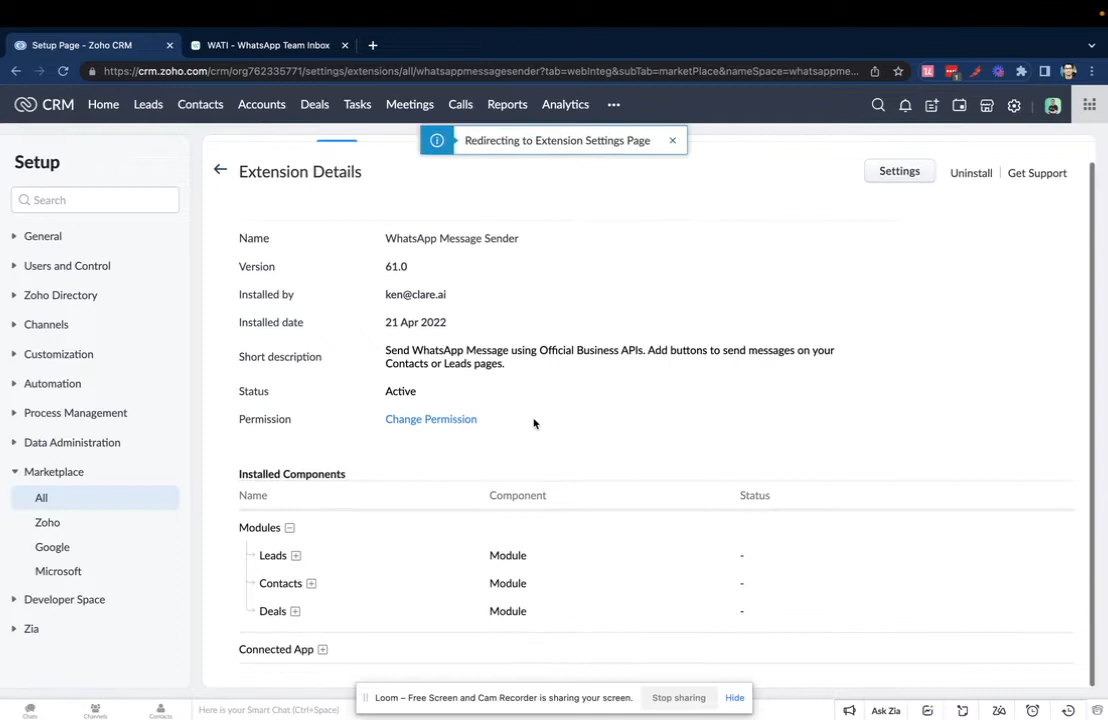 Setup Page - Zoho CRM
WATI - WhatsApp Team Inbox
https://crm.zoho.com/crm/org762335771/settings/extensions/all/whatsappmessagesender?tab=webInteg&subTab=marketPlace&nameSpace=whatsappme...
CRM Home Leads Contacts Accounts Deals Tasks Meetings Calls Reports Analytics
Redirecting to Extension Settings Page
Setup
Search
General
Users and Control
Zoho Directory
Channels
Customization
Automation
Process Management
Data Administration
Marketplace
All
Zoho
Google
Microsoft
Developer Space
Zia
Extension Details
Settings
Uninstall
Get Support
Name WhatsApp Message Sender
Version 61.0
Installed by ken@clare.ai
Installed date 21 Apr 2022
Short description Send WhatsApp Message using Official Business APIs. Add buttons to send messages on your
Contacts or Leads pages.
Status Active
Permission Change Permission
Installed Components
Name Component Status
Modules
Leads Module -
Contacts Module -
Deals Module -
Connected App
Loom – Free Screen and Cam Recorder is sharing your screen. Stop sharing Hide
Chats Channels Contacts Here is your Smart Chat (Ctrl+Space) Ask Zia